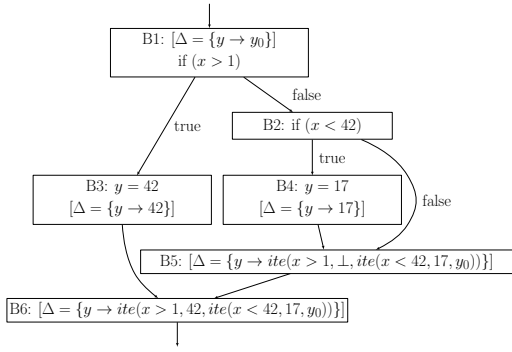 B1: [Δ = {y → y₀}]
if (x > 1)
false
B2: if (x < 42)
true
true
B3: y = 42
[Δ = {y → 42}]
B4: y = 17
[Δ = {y → 17}]
false
B5: [Δ = {y → ite(x > 1, ⊥, ite(x < 42, 17, y₀))}]
B6: [Δ = {y → ite(x > 1, 42, ite(x < 42, 17, y₀))}]